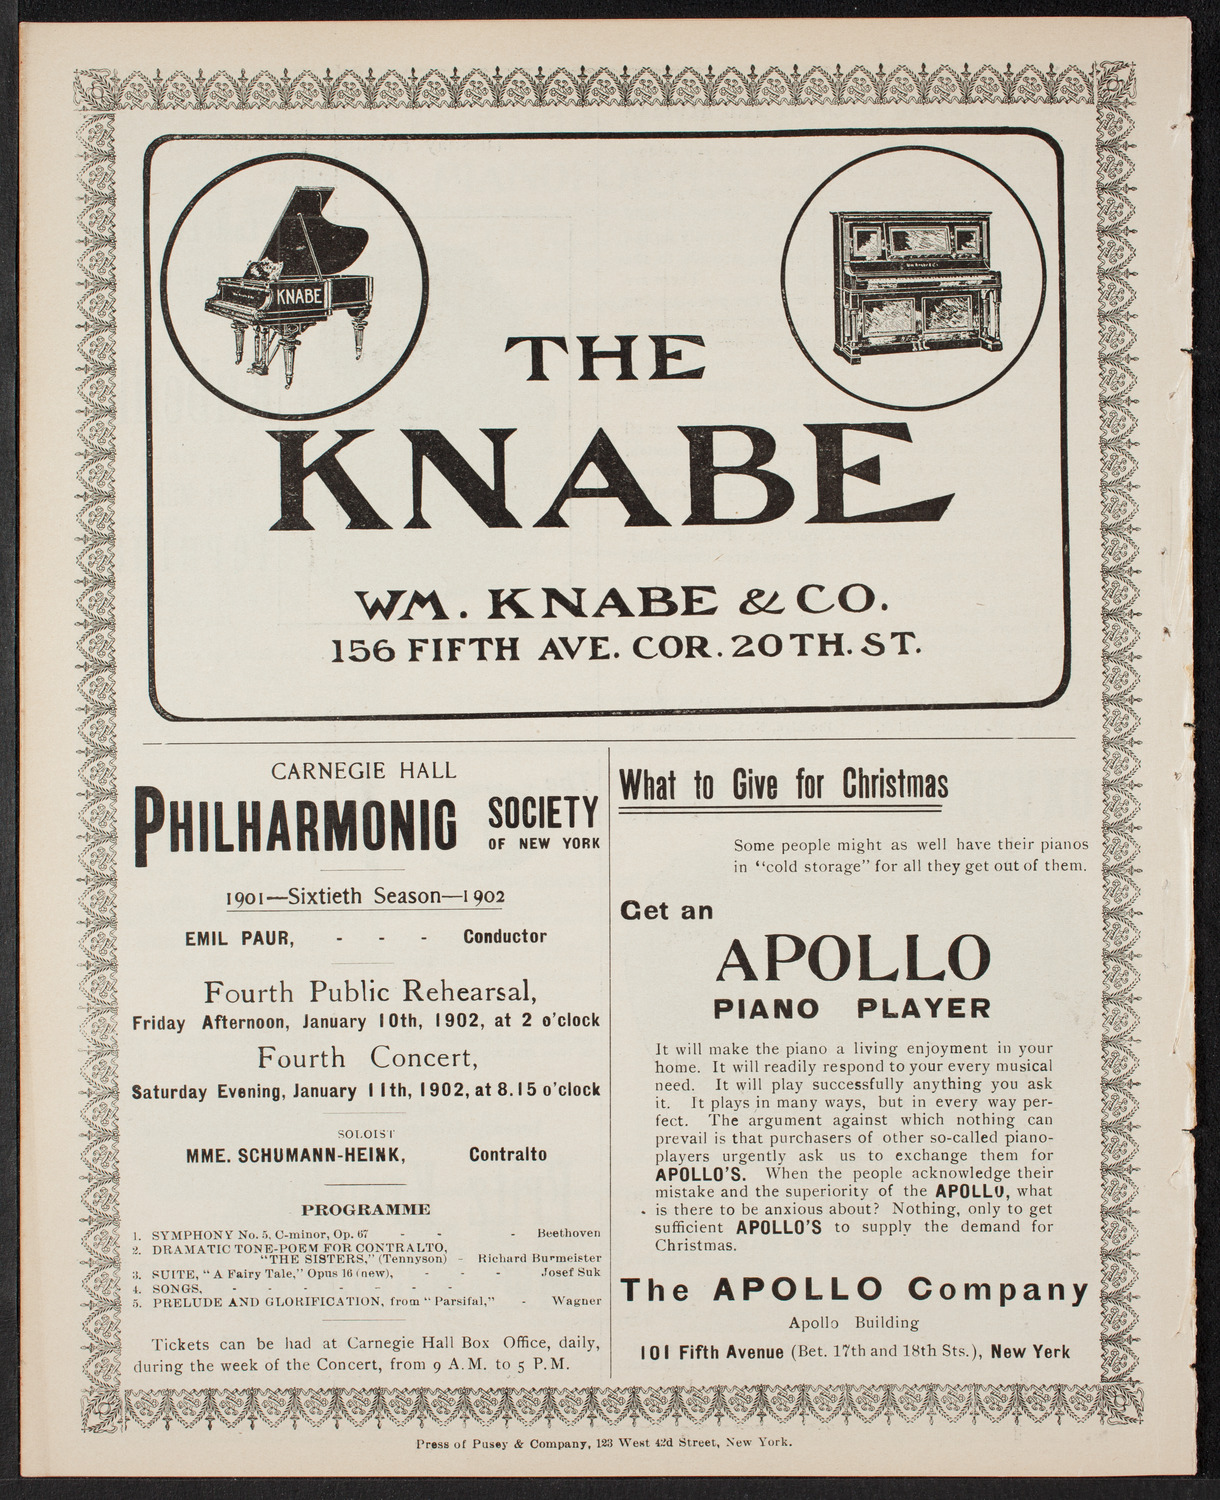 KNABE
THE
KNABE
WM. KNABE & CO.
156 FIFTH AVE. COR. 20TH. ST.
CARNEGIE HALL
PHILHARMONIC SOCIETY
OF NEW YORK
1901—Sixtieth Season—1902
EMIL PAUR, - - - Conductor
Fourth Public Rehearsal,
Friday Afternoon, January 10th, 1902, at 2 o'clock
Fourth Concert,
Saturday Evening, January 11th, 1902, at 8.15 o'clock
SOLOIST
MME. SCHUMANN-HEINK, Contralto
PROGRAMME
1. SYMPHONY No. 5, C-minor, Op. 67 - - - Beethoven
2. DRAMATIC TONE-POEM FOR CONTRALTO,
"THE SISTERS," (Tennyson) - Richard Burmeister
3. SUITE, "A Fairy Tale," Opus 16 (new), - - - Josef Suk
4. SONGS, - - - - - - -
5. PRELUDE AND GLORIFICATION, from "Parsifal," - Wagner
Tickets can be had at Carnegie Hall Box Office, daily,
during the week of the Concert, from 9 A.M. to 5 P.M.
What to Give for Christmas
Some people might as well have their pianos
in "cold storage" for all they get out of them.
Get an
APOLLO
PIANO PLAYER
It will make the piano a living enjoyment in your
home. It will readily respond to your every musical
need. It will play successfully anything you ask
it. It plays in many ways, but in every way per-
fect. The argument against which nothing can
prevail is that purchasers of other so-called piano-
players urgently ask us to exchange them for
APOLLO'S. When the people acknowledge their
mistake and the superiority of the APOLLO, what
is there to be anxious about? Nothing, only to get
sufficient APOLLO'S to supply the demand for
Christmas.
The APOLLO Company
Apollo Building
101 Fifth Avenue (Bet. 17th and 18th Sts.), New Yerk
Press of Pusey & Company, 123 West 42d Street, New York.